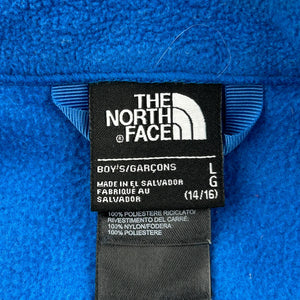 THE
NORTH
FACE
®
BOY'S/GARÇONS
L
MADE IN EL SALVADOR
G
FABRIQUÉ AU
SALVADOR
(14/16)
100% POLIESTERE RICICLATO/
RIVESTIMENTO DEL CARRÉ:
100% NYLON/FODERA:
100% POLIESTERE